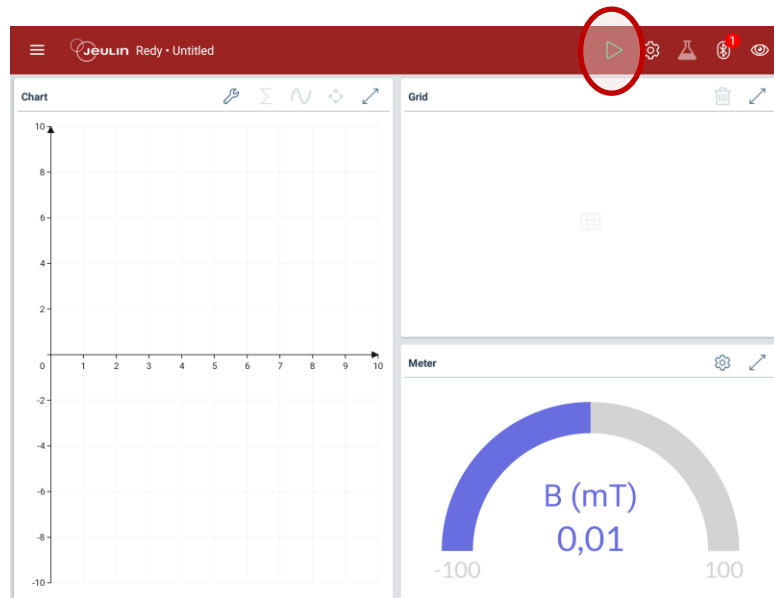 Jeulin Redy • Untitled
1
Chart
Grid
10
8
6
4
2
0 1 2 3 4 5 6 7 8 9 10
-2
-4
-6
-8
-10
Meter
B (mT)
0,01
-100 100